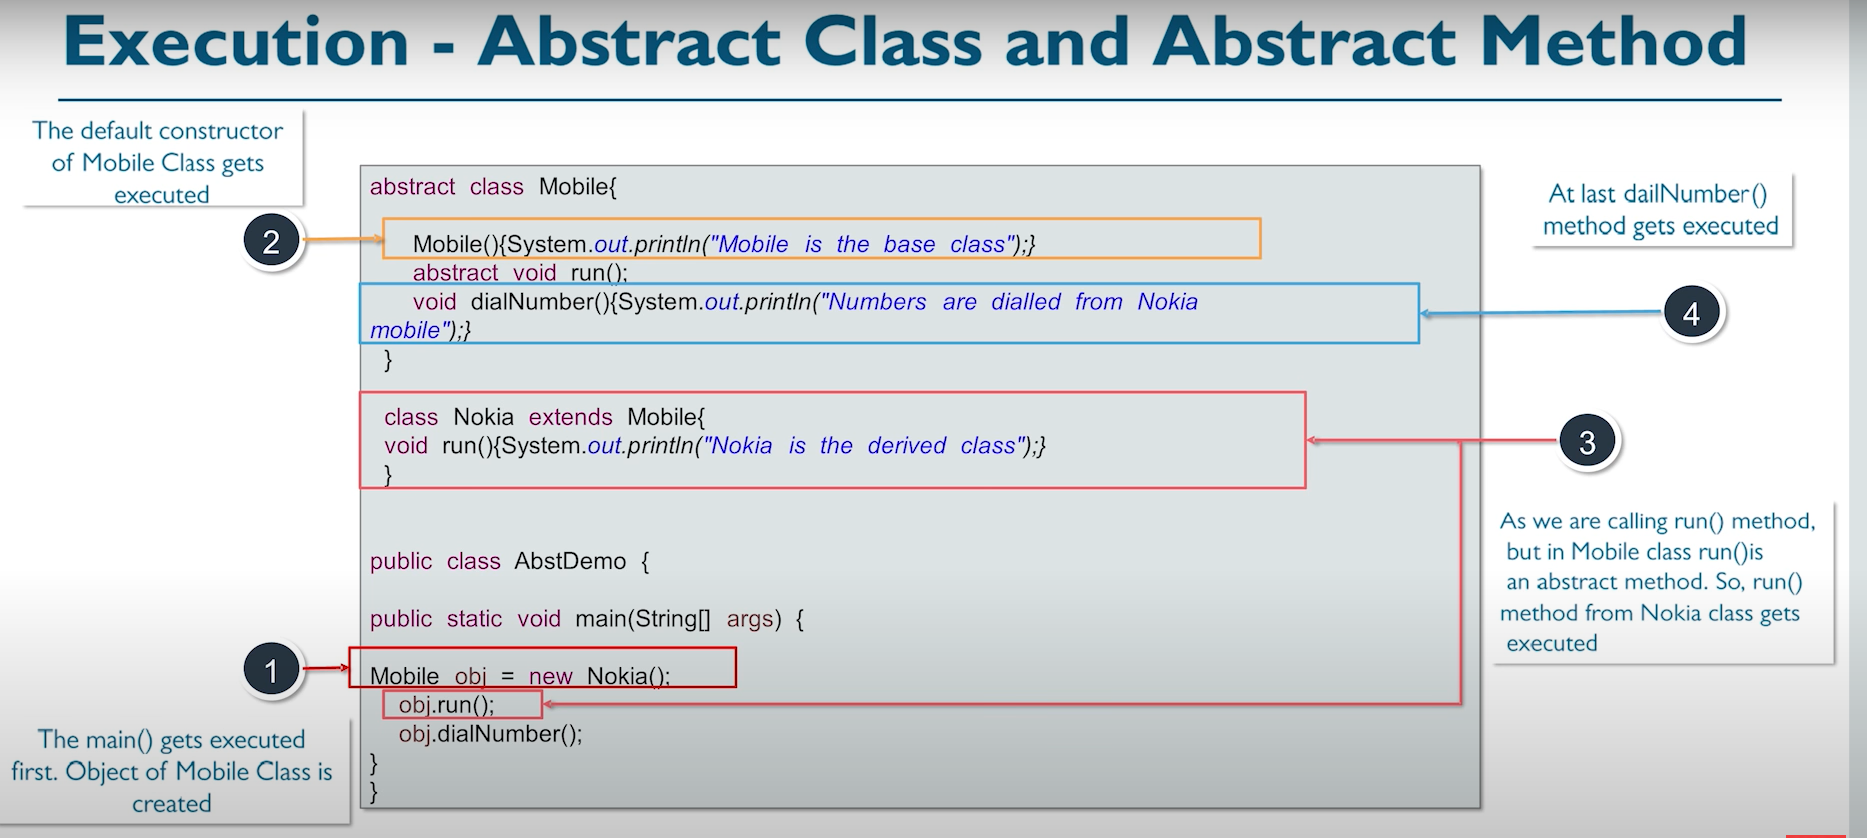 Execution - Abstract Class and Abstract Method
The default constructor
of Mobile Class gets
executed
2
abstract class Mobile{
Mobile(){System.out.println("Mobile is the base class");}
abstract void run();
void dialNumber(){System.out.println("Numbers are dialled from Nokia
mobile");}
}
At last dailNumber()
method gets executed
4
class Nokia extends Mobile{
void run(){System.out.println("Nokia is the derived class");}
}
3
As we are calling run() method,
but in Mobile class run()is
an abstract method. So, run()
method from Nokia class gets
executed
public class AbstDemo {
public static void main(String[] args) {
1
Mobile obj = new Nokia();
obj.run();
obj.dialNumber();
}
}
The main() gets executed
first. Object of Mobile Class is
created